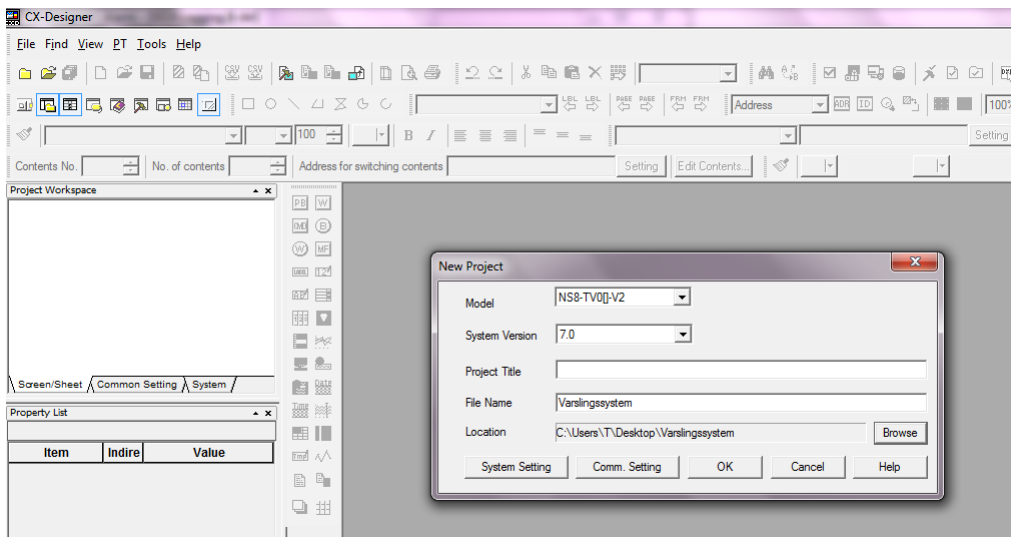 CX-Designer
File Find View PT Tools Help
Address
100%
100
Setting
Contents No. No. of contents Address for switching contents Setting Edit Contents...
Project Workspace
Screen/Sheet Common Setting System
Property List
Item Indire Value
New Project
Model NS8-TV0[]-V2
System Version 7.0
Project Title
File Name Varslingssystem
Location C:\Users\T\Desktop\Varslingssystem Browse
System Setting Comm. Setting OK Cancel Help